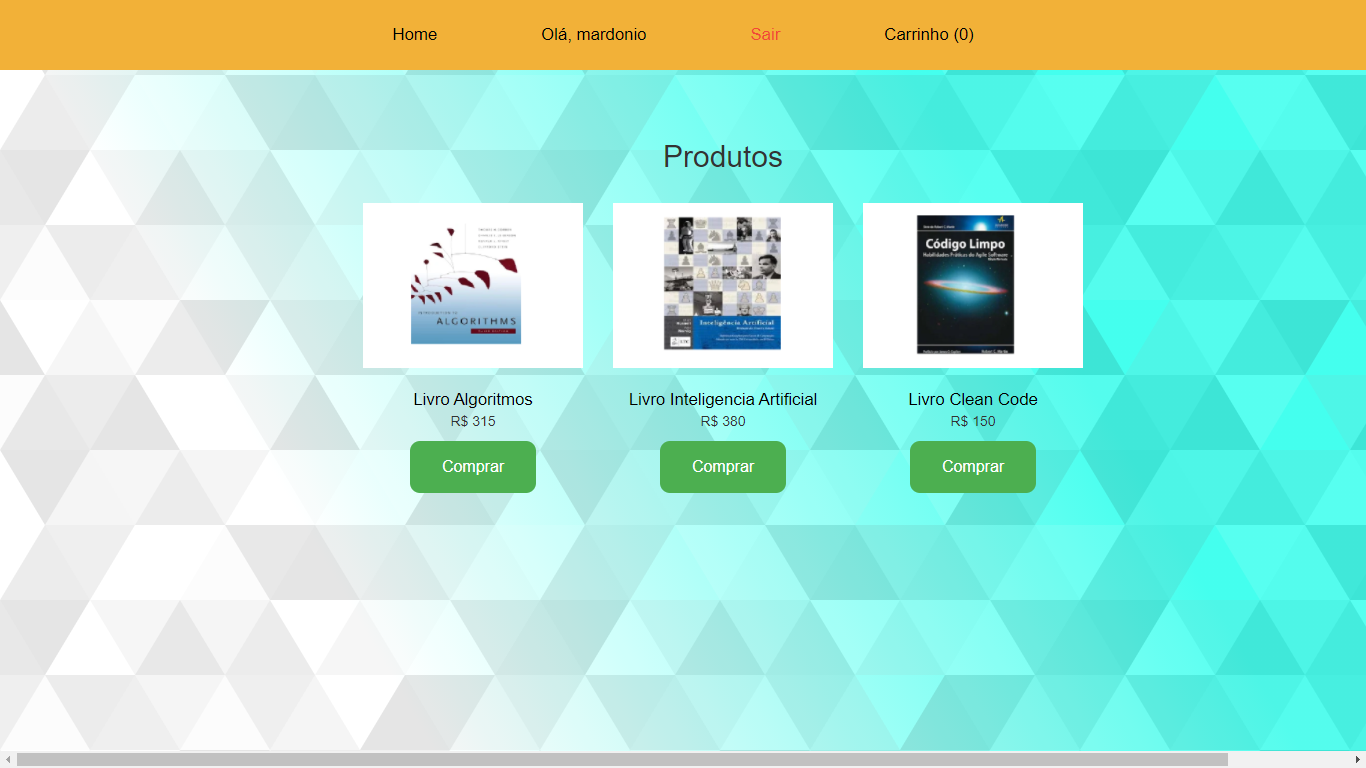 Home
Olá, mardonio
Sair
Carrinho (0)
Produtos
ALGORITHMS
Inteligência Artificial
Código Limpo
Habilidades Práticas do Agile Software
Livro Algoritmos
R$ 315
Comprar
Livro Inteligencia Artificial
R$ 380
Comprar
Livro Clean Code
R$ 150
Comprar